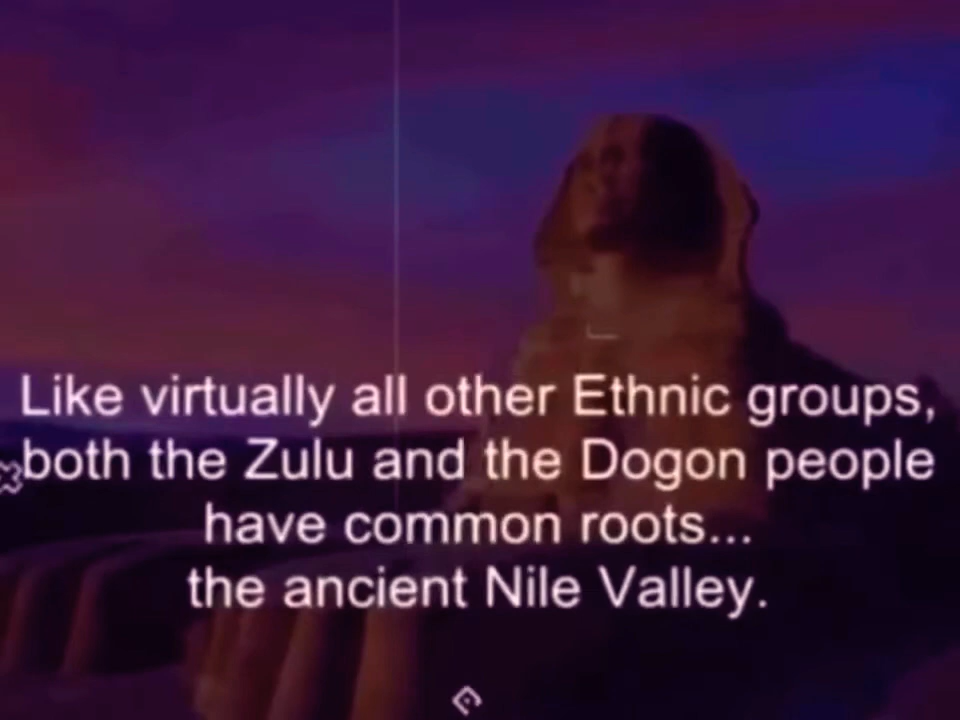 Like virtually all other Ethnic groups,
both the Zulu and the Dogon people
have common roots...
the ancient Nile Valley.